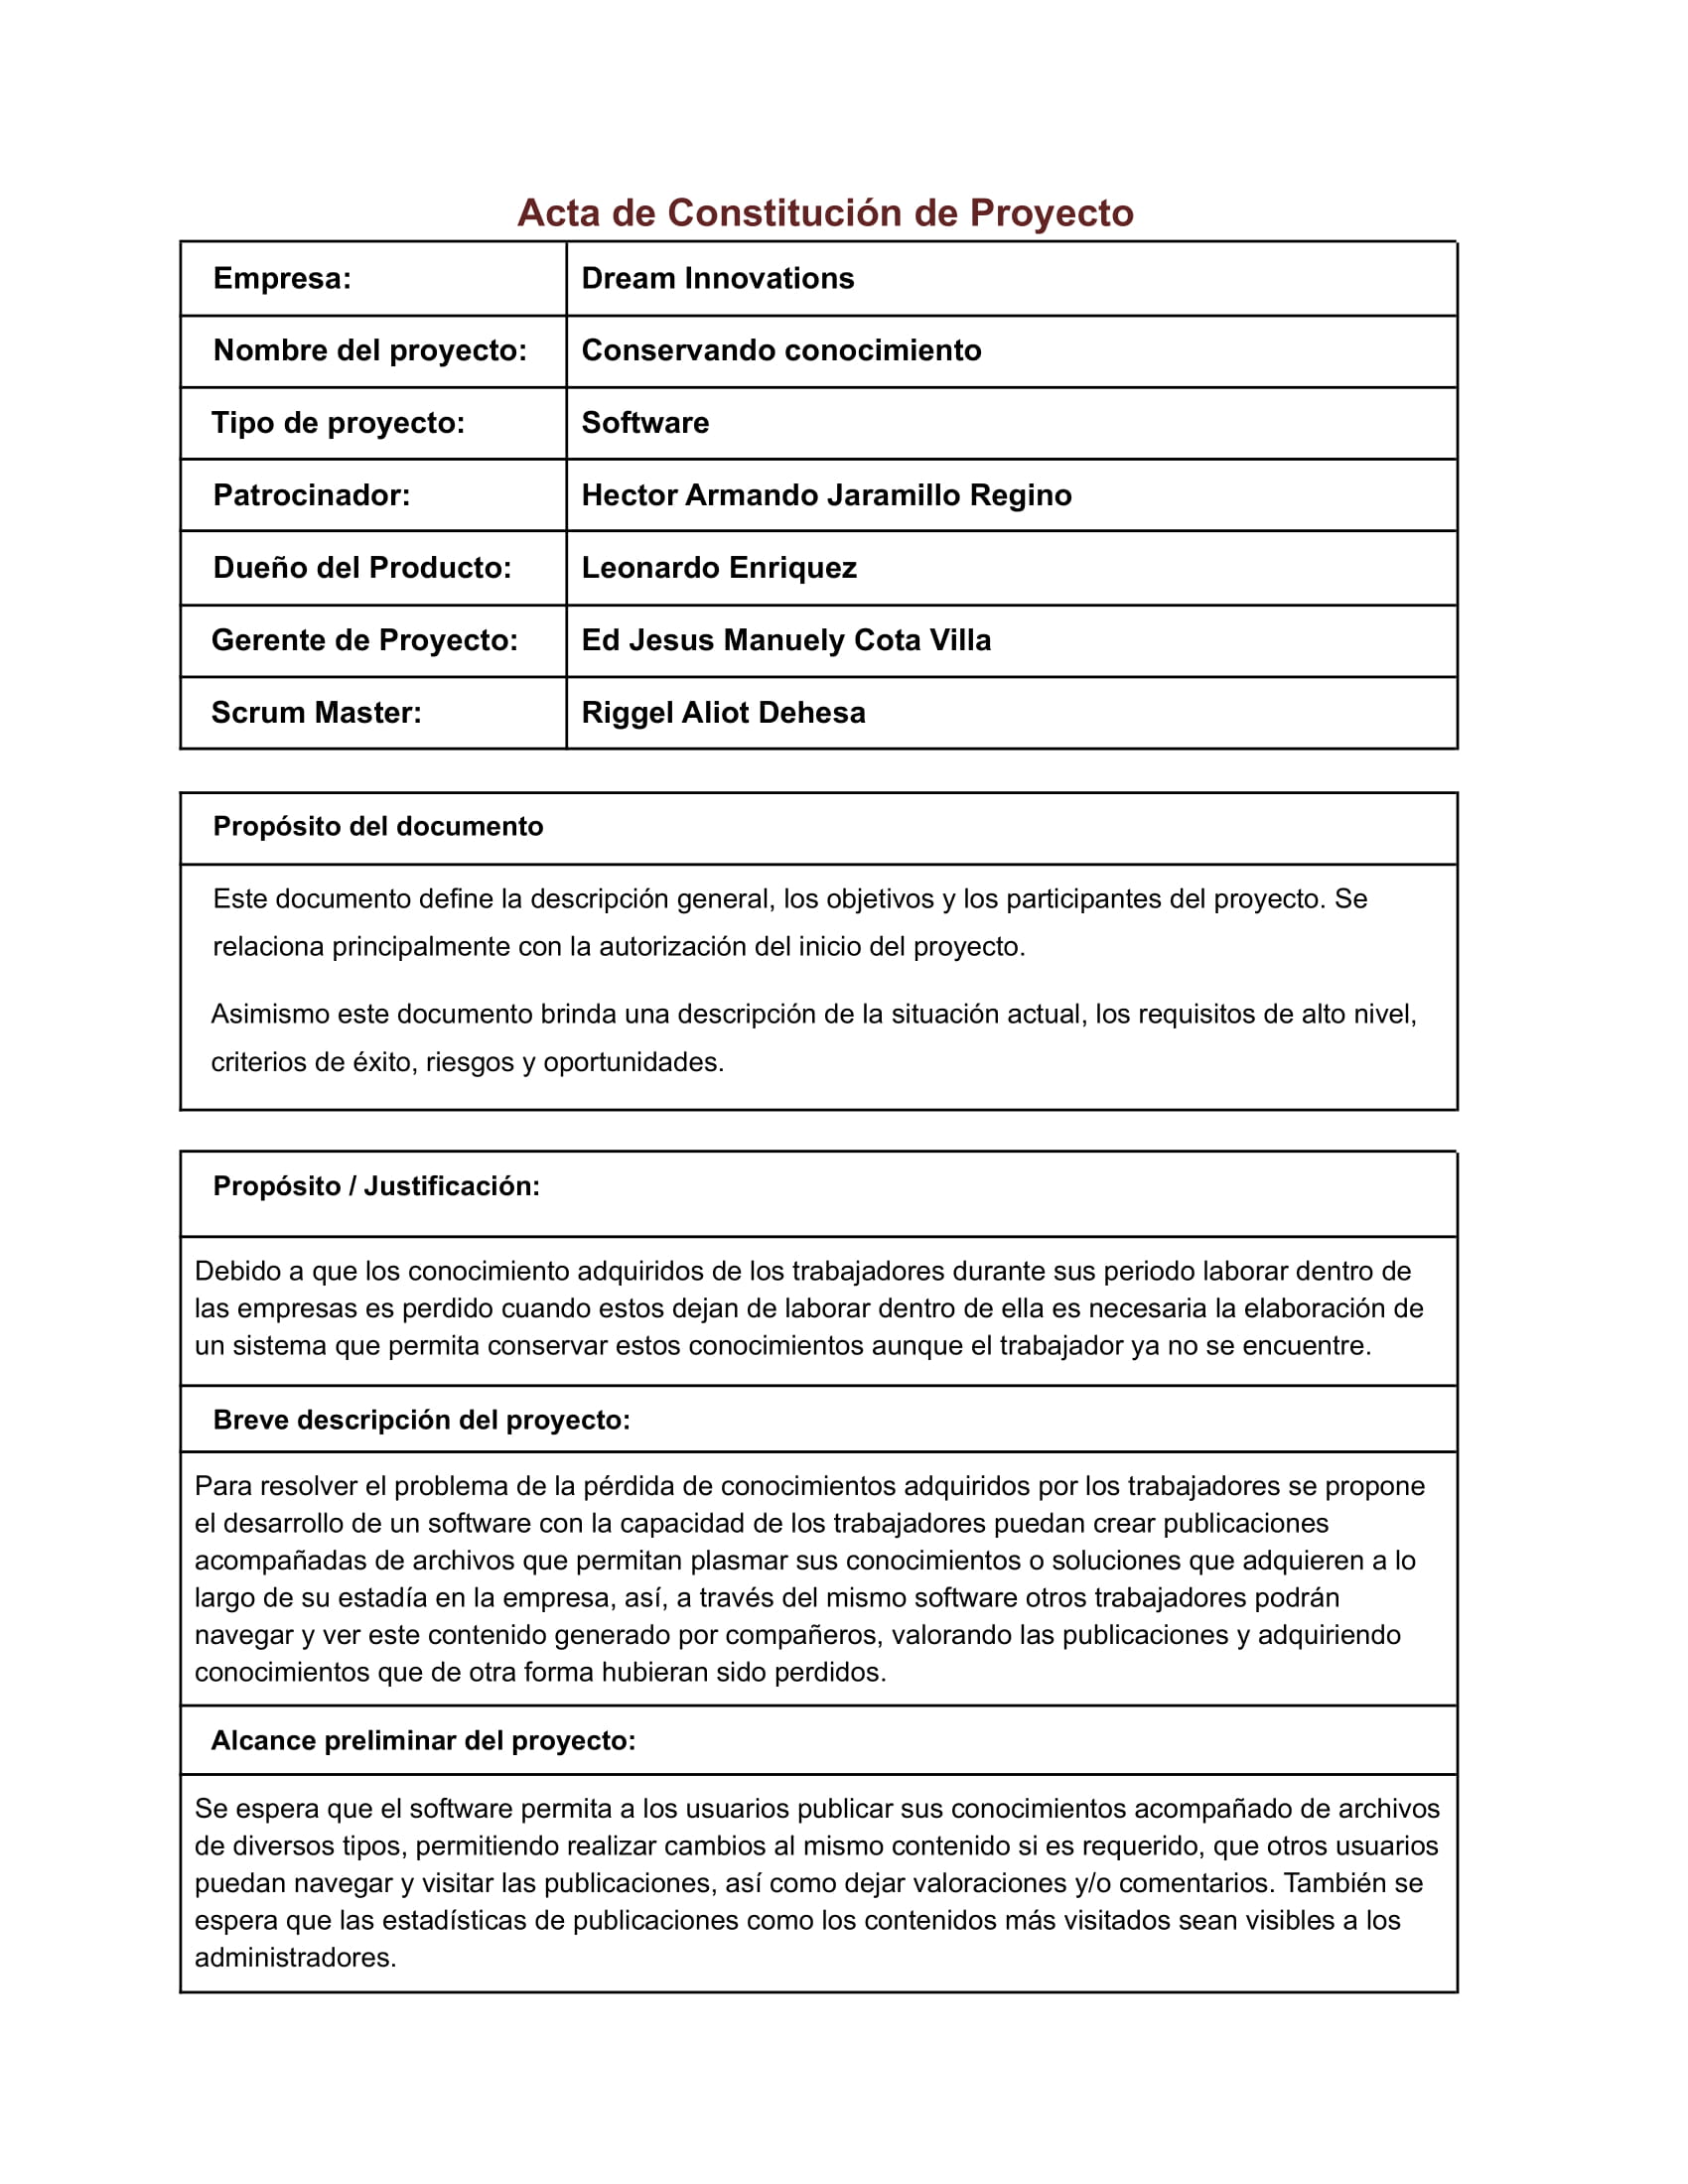 Acta de Constitución de Proyecto
Empresa: Dream Innovations
Nombre del proyecto: Conservando conocimiento
Tipo de proyecto: Software
Patrocinador: Hector Armando Jaramillo Regino
Dueño del Producto: Leonardo Enriquez
Gerente de Proyecto: Ed Jesus Manuely Cota Villa
Scrum Master: Riggel Aliot Dehesa
Propósito del documento
Este documento define la descripción general, los objetivos y los participantes del proyecto. Se
relaciona principalmente con la autorización del inicio del proyecto.
Asimismo este documento brinda una descripción de la situación actual, los requisitos de alto nivel,
criterios de éxito, riesgos y oportunidades.
Propósito / Justificación:
Debido a que los conocimiento adquiridos de los trabajadores durante sus periodo laborar dentro de
las empresas es perdido cuando estos dejan de laborar dentro de ella es necesaria la elaboración de
un sistema que permita conservar estos conocimientos aunque el trabajador ya no se encuentre.
Breve descripción del proyecto:
Para resolver el problema de la pérdida de conocimientos adquiridos por los trabajadores se propone
el desarrollo de un software con la capacidad de los trabajadores puedan crear publicaciones
acompañadas de archivos que permitan plasmar sus conocimientos o soluciones que adquieren a lo
largo de su estadía en la empresa, así, a través del mismo software otros trabajadores podrán
navegar y ver este contenido generado por compañeros, valorando las publicaciones y adquiriendo
conocimientos que de otra forma hubieran sido perdidos.
Alcance preliminar del proyecto:
Se espera que el software permita a los usuarios publicar sus conocimientos acompañado de archivos
de diversos tipos, permitiendo realizar cambios al mismo contenido si es requerido, que otros usuarios
puedan navegar y visitar las publicaciones, así como dejar valoraciones y/o comentarios. También se
espera que las estadísticas de publicaciones como los contenidos más visitados sean visibles a los
administradores.